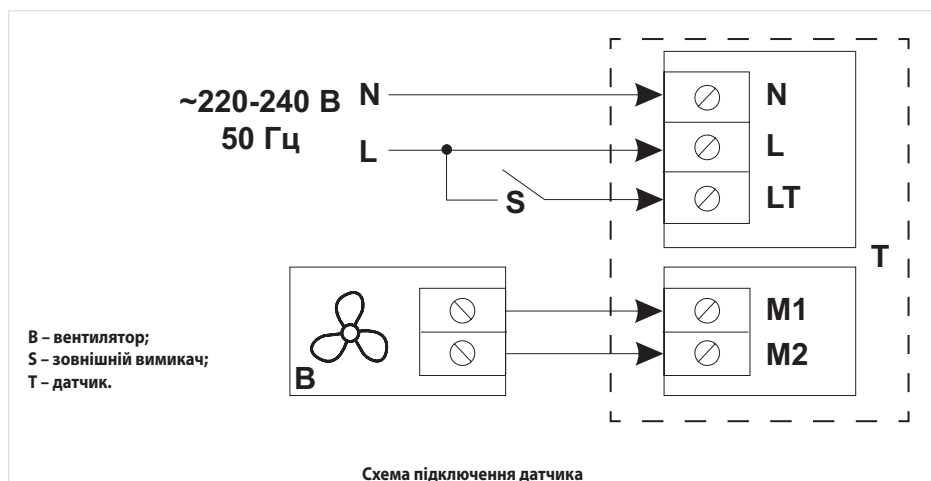 ~220-240 В
50 Гц
N
L
S
N
L
LT
T
M1
M2
B
B – вентилятор;
S – зовнішній вимикач;
T – датчик.
Схема підключення датчика